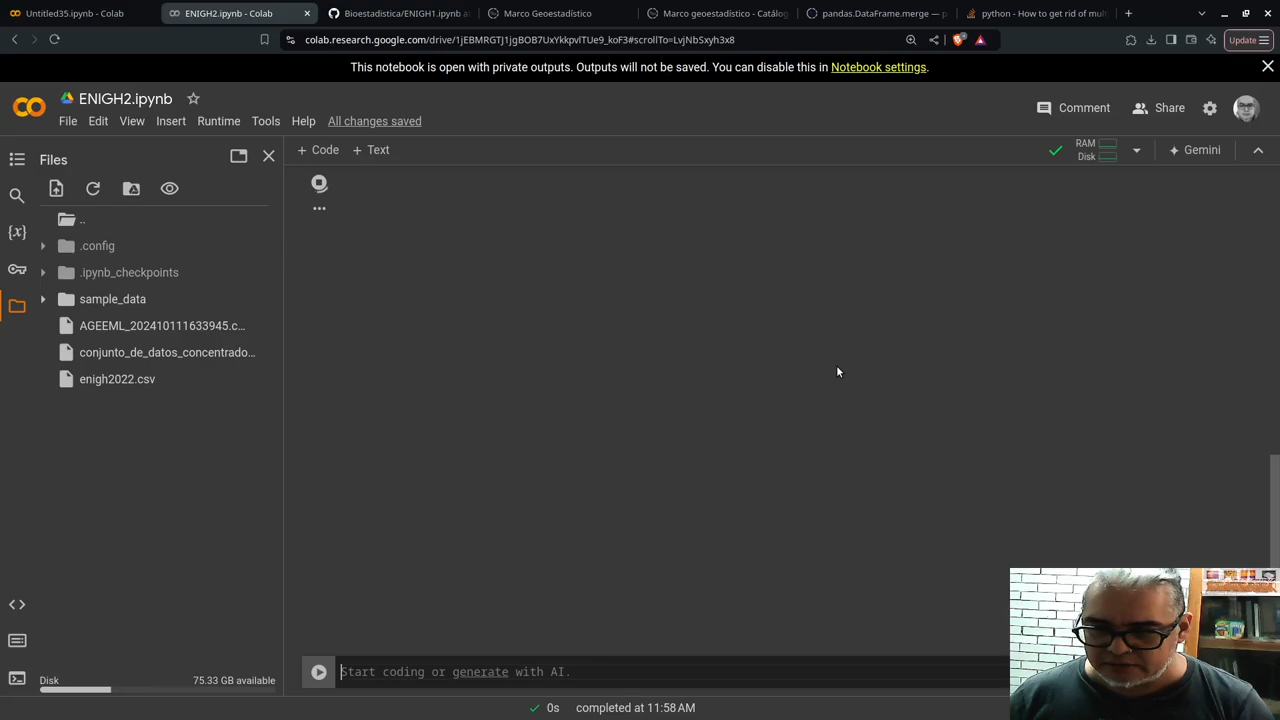 Untitled35.ipynb - Colab
ENIGH2.ipynb - Colab
Bioestadistica/ENIGH1.ipynb at
Marco Geoestadístico
Marco geoestadístico - Catálog
pandas.DataFrame.merge — p
python - How to get rid of mult
colab.research.google.com/drive/1jEBMRGTJ1jgBOB7UxYkkpvlTUe9_koF3#scrollTo=LvjNbSxyh3x8
Update
This notebook is open with private outputs. Outputs will not be saved. You can disable this in Notebook settings.
ENIGH2.ipynb
Comment
Share
File Edit View Insert Runtime Tools Help All changes saved
Files
+ Code + Text
RAM
Disk
Gemini
..
.config
.ipynb_checkpoints
sample_data
AGEEML_202410111633945.c...
conjunto_de_datos_concentrado...
enigh2022.csv
Start coding or generate with AI.
Disk
75.33 GB available
0s completed at 11:58 AM